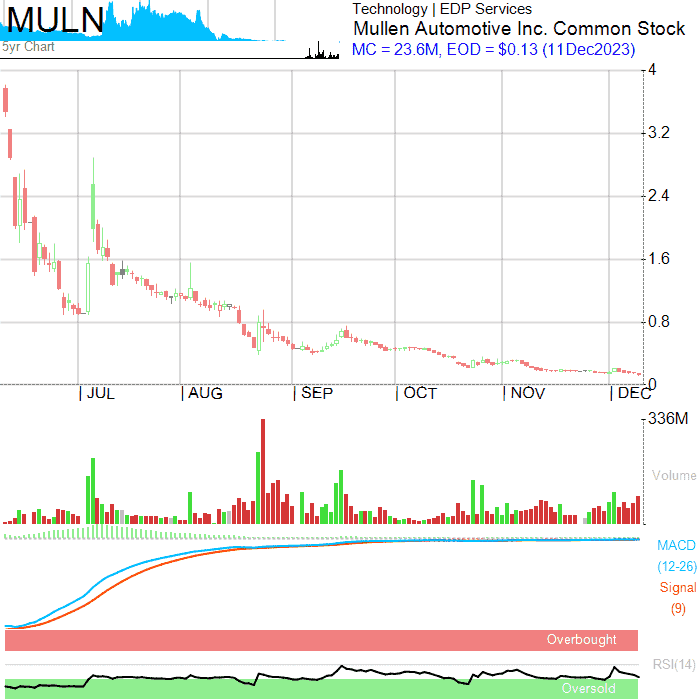 MULN
5yr Chart
Technology | EDP Services
Mullen Automotive Inc. Common Stock
MC = 23.6M, EOD = $0.13 (11Dec2023)
4
3.2
2.4
1.6
0.8
0
| JUL | AUG | SEP | OCT | NOV | DEC
336M
Volume
MACD
(12-26)
Signal
(9)
Overbought
RSI(14)
Oversold